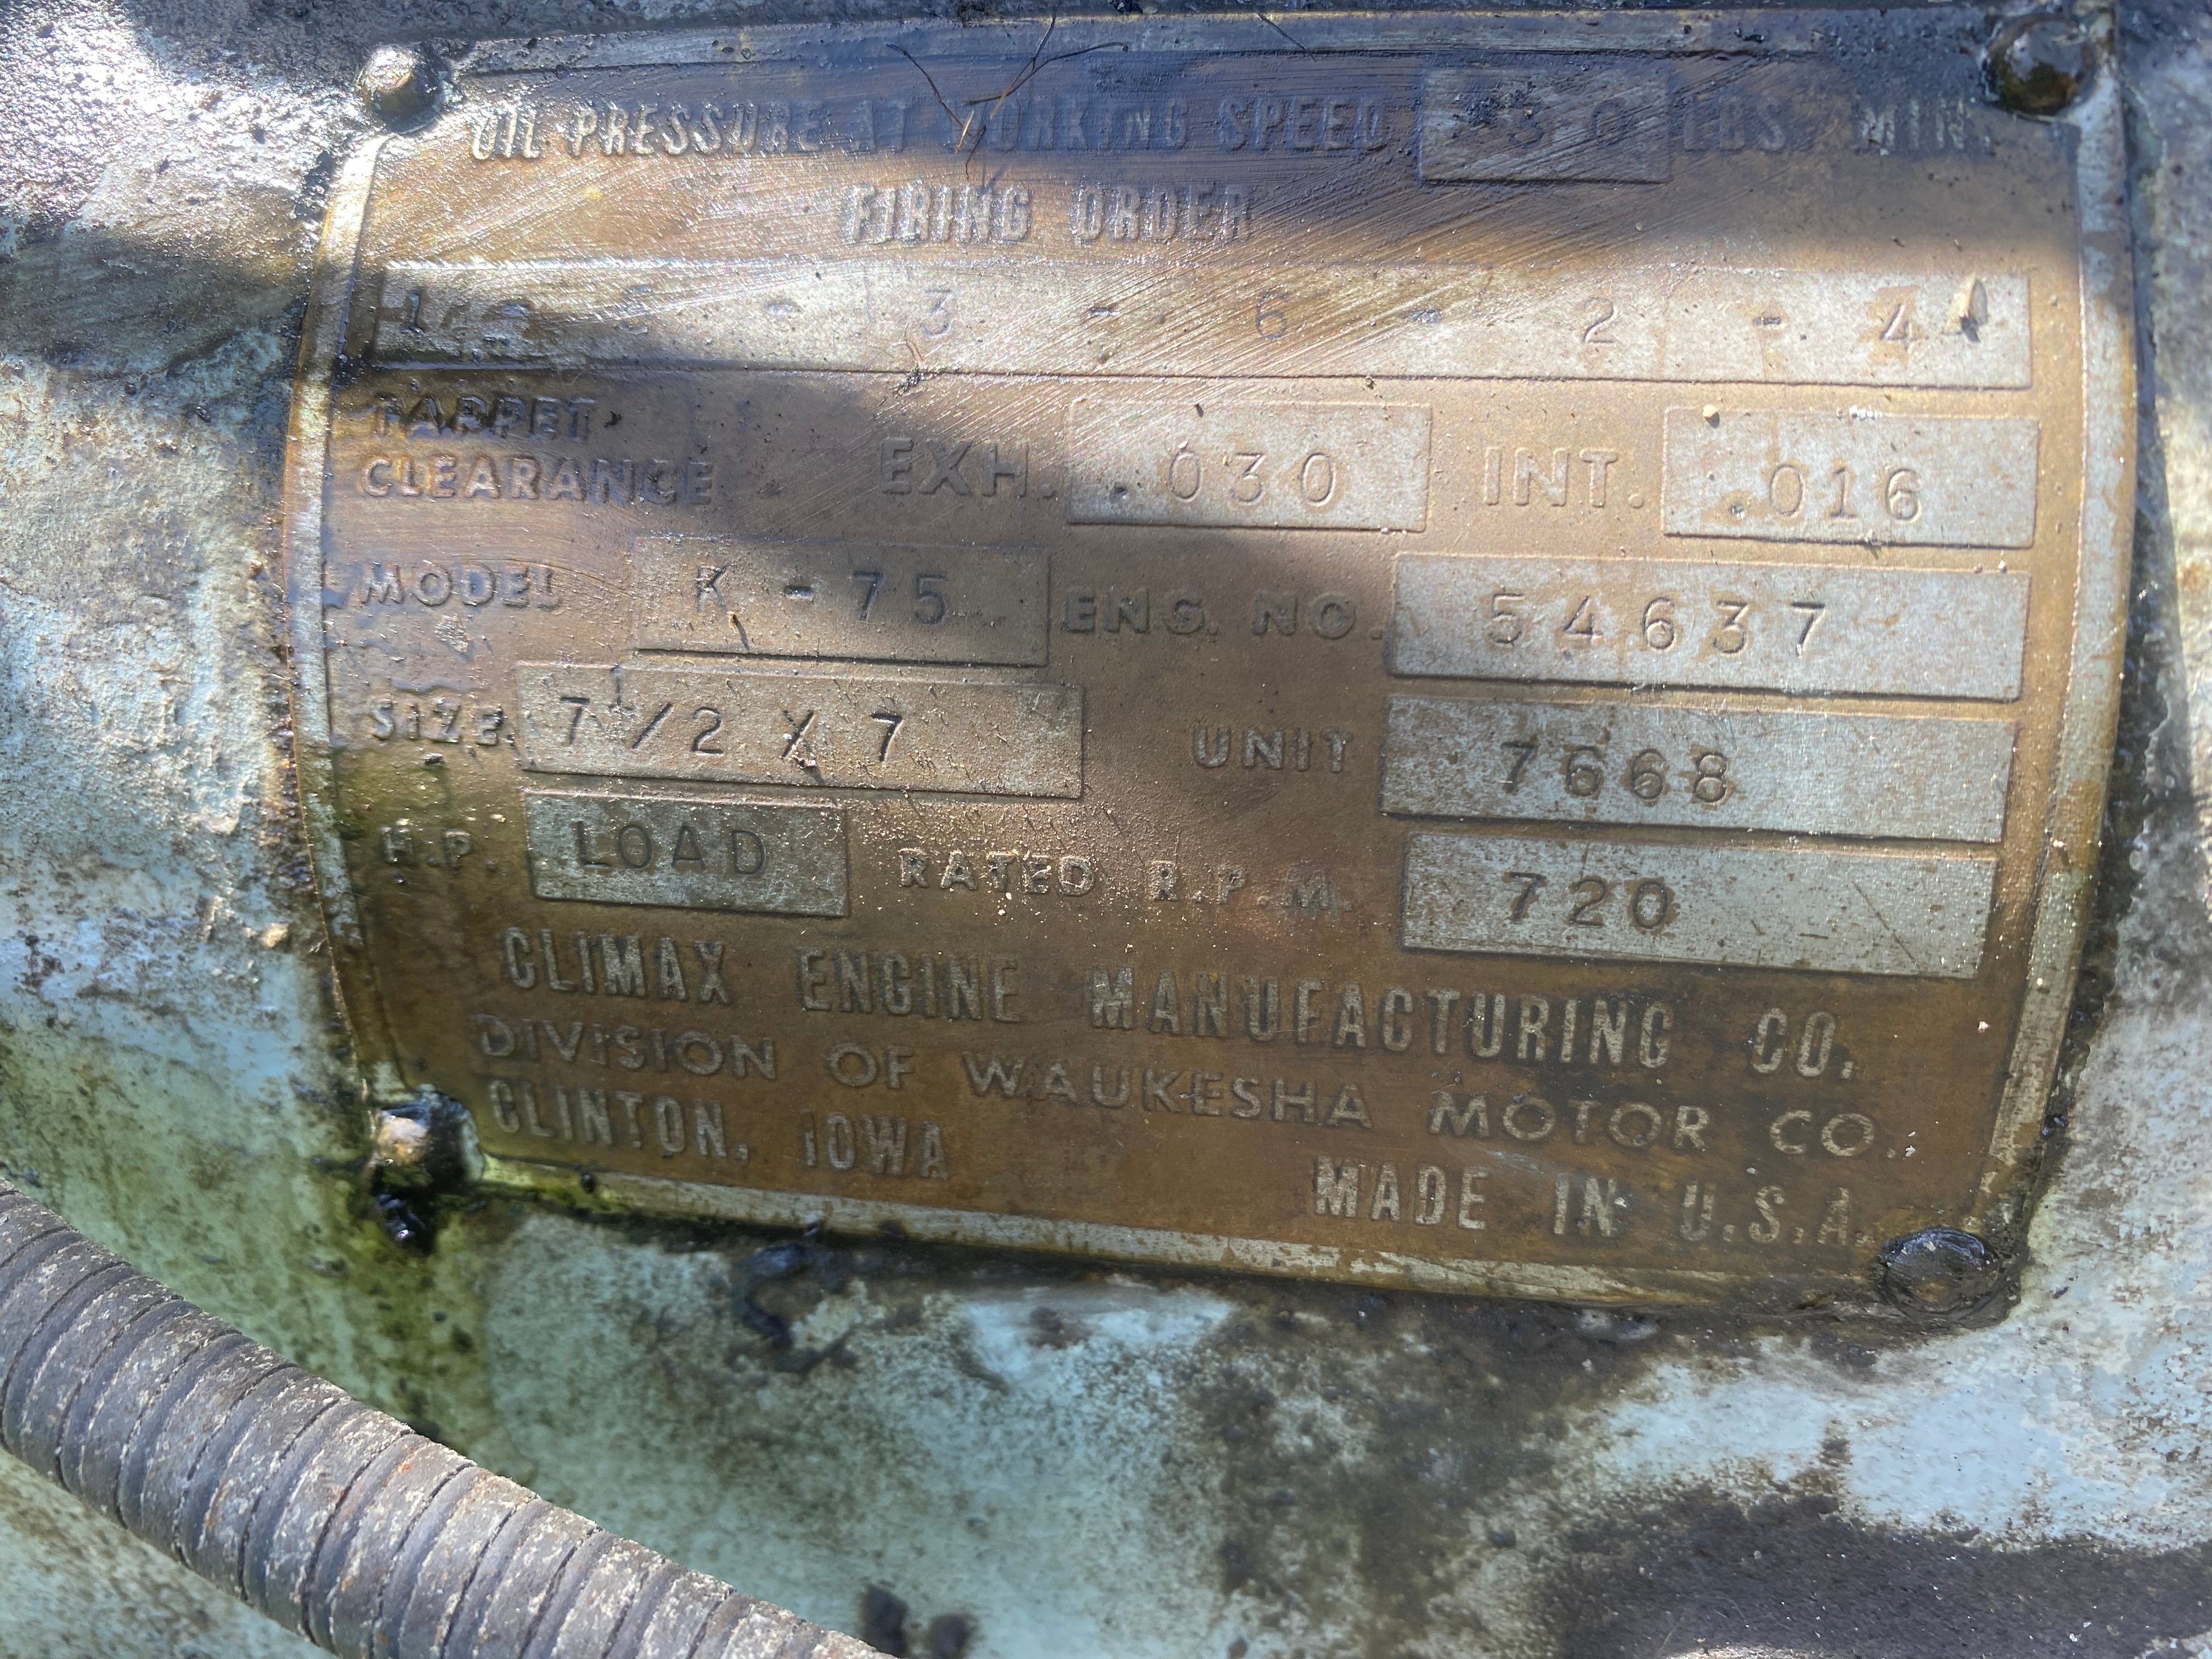 OIL PRESSURE AT WORKING SPEED 30 LBS. MIN.
FIRING ORDER
1 - - 3 - 6 - 2 - 4
TAPPET
CLEARANCE EXH. .030 INT. .016
MODEL K-75 ENG. NO. 54637
SIZE 7 1/2 X 7 UNIT 7668
H.P. LOAD RATED R.P.M. 720
CLIMAX ENGINE MANUFACTURING CO.
DIVISION OF WAUKESHA MOTOR CO.
CLINTON, IOWA
MADE IN U.S.A.